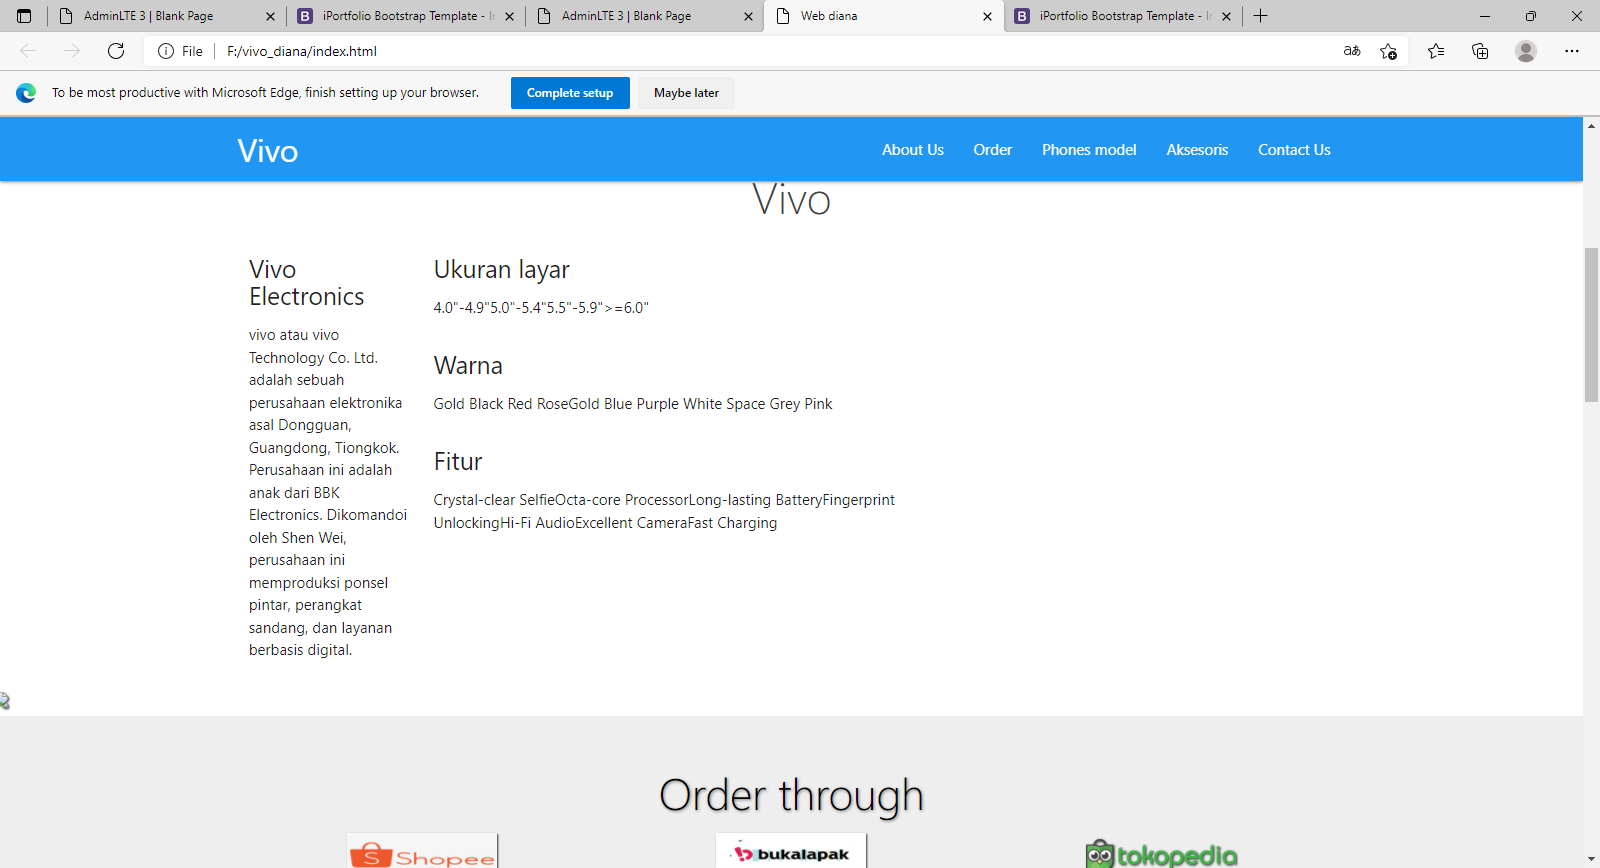 AdminLTE 3 | Blank Page
iPortfolio Bootstrap Template - In
AdminLTE 3 | Blank Page
Web diana
iPortfolio Bootstrap Template - In
File
F:/vivo_diana/index.html
To be most productive with Microsoft Edge, finish setting up your browser.
Complete setup
Maybe later
Vivo
About Us
Order
Phones model
Aksesoris
Contact Us
Vivo
Vivo
Electronics
vivo atau vivo
Technology Co. Ltd.
adalah sebuah
perusahaan elektronika
asal Dongguan,
Guangdong, Tiongkok.
Perusahaan ini adalah
anak dari BBK
Electronics. Dikomandoi
oleh Shen Wei,
perusahaan ini
memproduksi ponsel
pintar, perangkat
sandang, dan layanan
berbasis digital.
Ukuran layar
4.0"-4.9"5.0"-5.4"5.5"-5.9">=6.0"
Warna
Gold Black Red RoseGold Blue Purple White Space Grey Pink
Fitur
Crystal-clear SelfieOcta-core ProcessorLong-lasting BatteryFingerprint
UnlockingHi-Fi AudioExcellent CameraFast Charging
Order through
Shopee
bukalapak
tokopedia